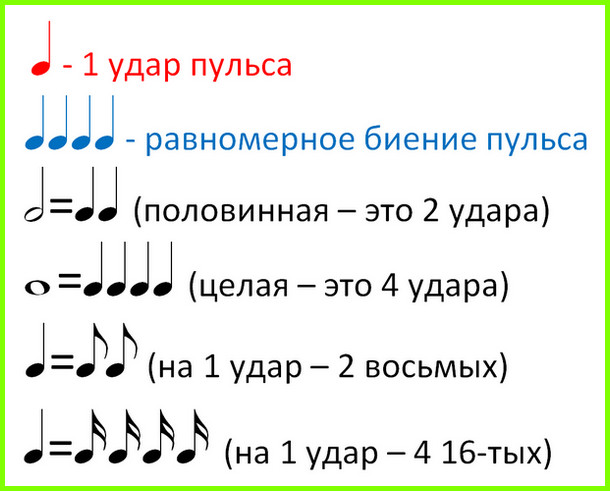 - 1 удар пульса
- равномерное биение пульса
= (половинная – это 2 удара)
= (целая – это 4 удара)
= (на 1 удар – 2 восьмых)
= (на 1 удар – 4 16-тых)